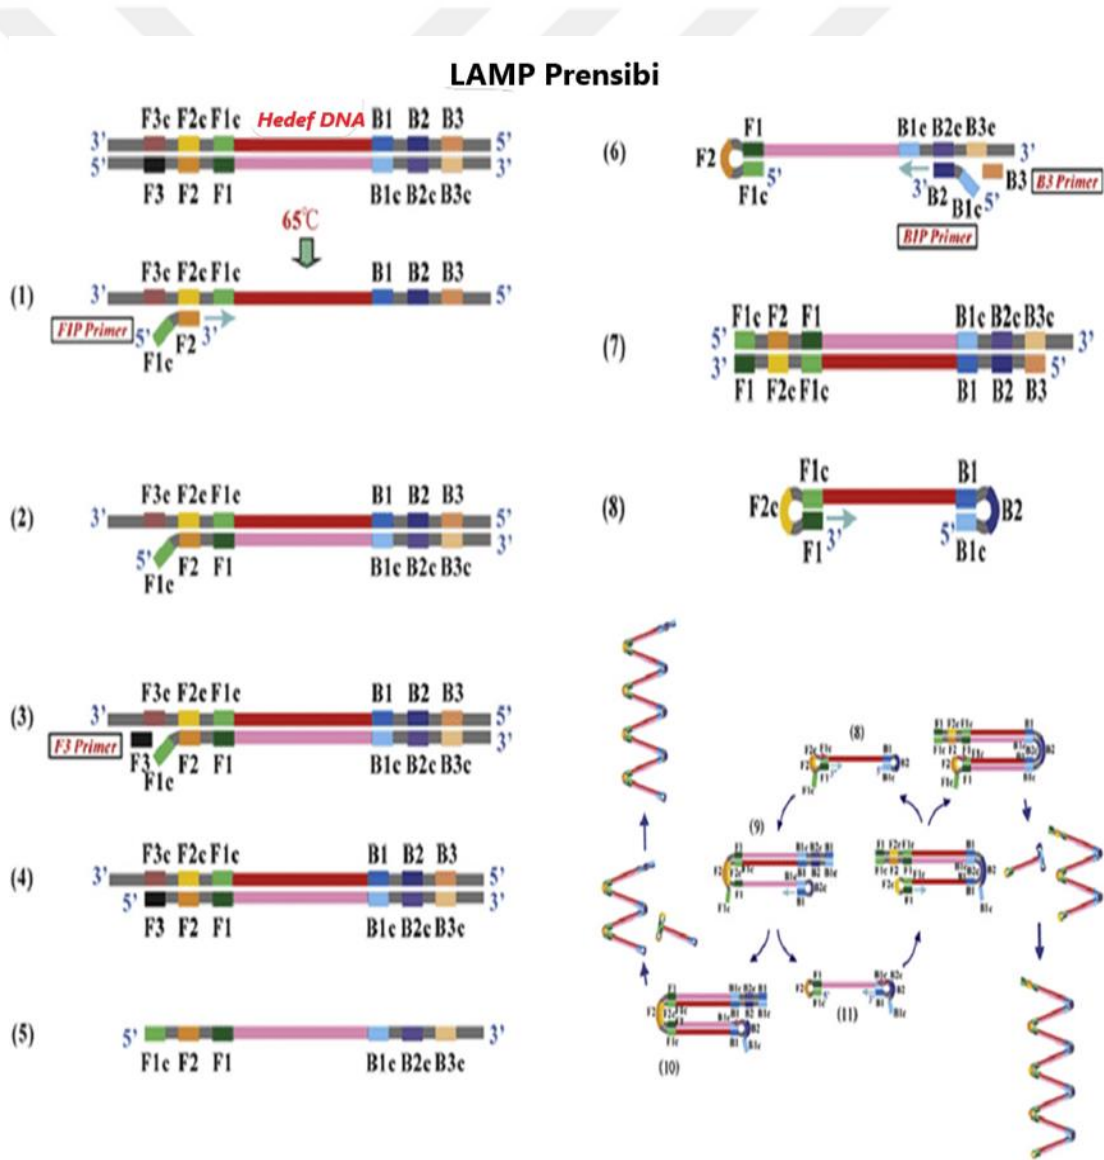 LAMP Prensibi
F3c F2c F1c Hedef DNA B1 B2 B3
3' 5'
5' 3'
F3 F2 F1 B1c B2c B3c
65℃
(1)
F3c F2c F1c B1 B2 B3
3' 5'
FIP Primer 5' F2 3'
F1c
(2)
F3c F2c F1c B1 B2 B3
3' 5'
5' 3'
F1c F2 F1 B1c B2c B3c
(3)
F3c F2c F1c B1 B2 B3
3' 5'
F3 Primer 3'
F3 F1c F2 F1 B1c B2c B3c
(4)
F3c F2c F1c B1 B2 B3
3' 5'
5' 3'
F3 F2 F1 B1c B2c B3c
(5)
5' 3'
F1c F2 F1 B1c B2c B3c
(6)
F1 B1c B2c B3c
F2 3'
F1c 5' 3' B2 B1c 5' B3 B3 Primer
BIP Primer
(7)
F1c F2 F1 B1c B2c B3c
5' 3'
3' 5'
F1 F2c F1c B1 B2 B3
(8)
F1c B1
F2c B2
F1 3' 5' B1c
(8)
(9)
(10)
(11)